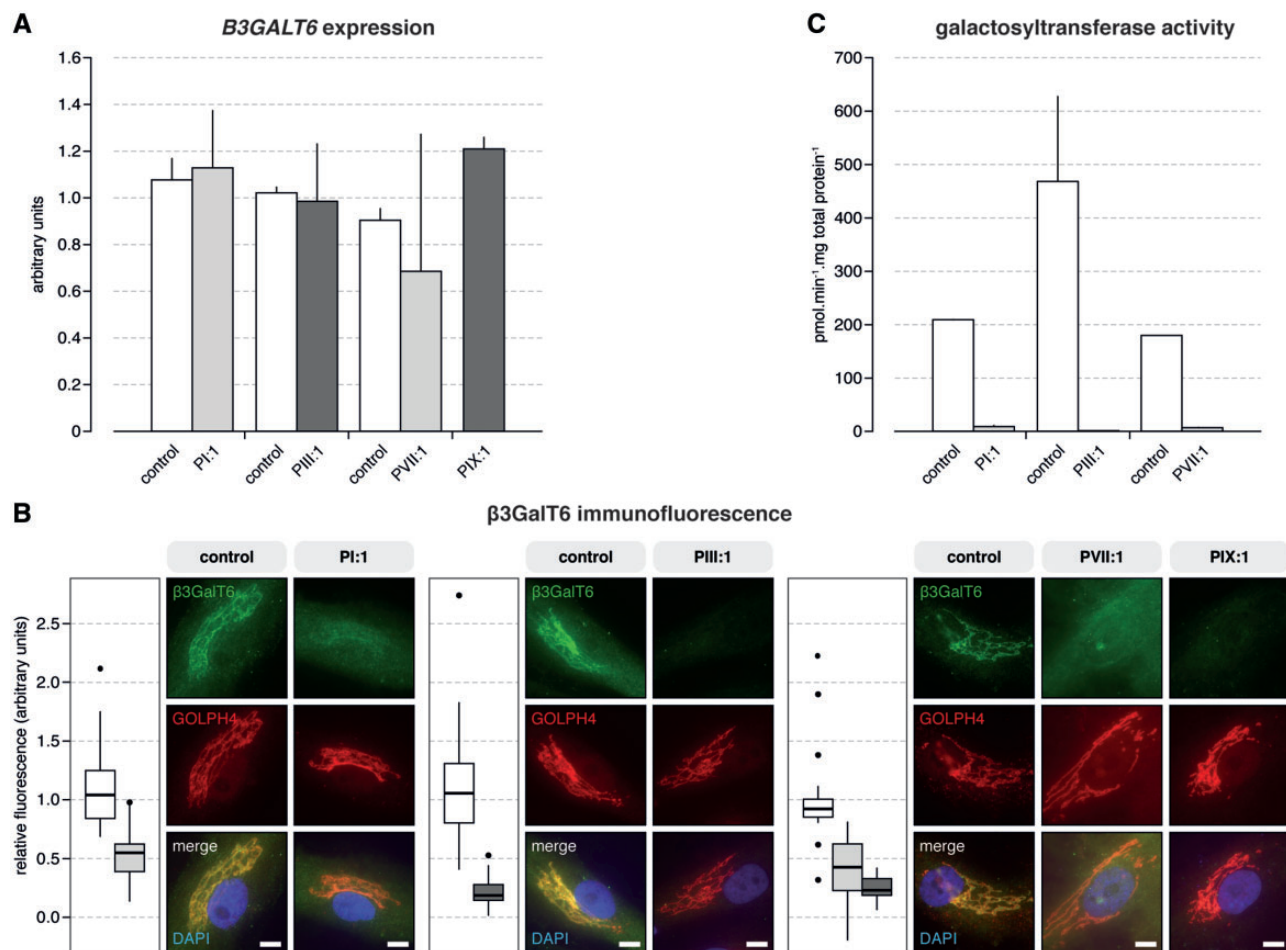 A
B3GALT6 expression
1.6
1.4
1.2
1.0
0.8
0.6
0.4
0.2
0
arbitrary units
control
PI:1
control
PIII:1
control
PVII:1
PIX:1
C
galactosyltransferase activity
700
600
500
400
300
200
100
0
pmol.min⁻¹.mg total protein⁻¹
control
PI:1
control
PIII:1
control
PVII:1
B
β3GalT6 immunofluorescence
relative fluorescence (arbitrary units)
2.5
2.0
1.5
1.0
0.5
0.0
control
PI:1
β3GalT6
GOLPH4
merge
DAPI
control
PIII:1
β3GalT6
GOLPH4
merge
DAPI
control
PVII:1
PIX:1
β3GalT6
GOLPH4
merge
DAPI